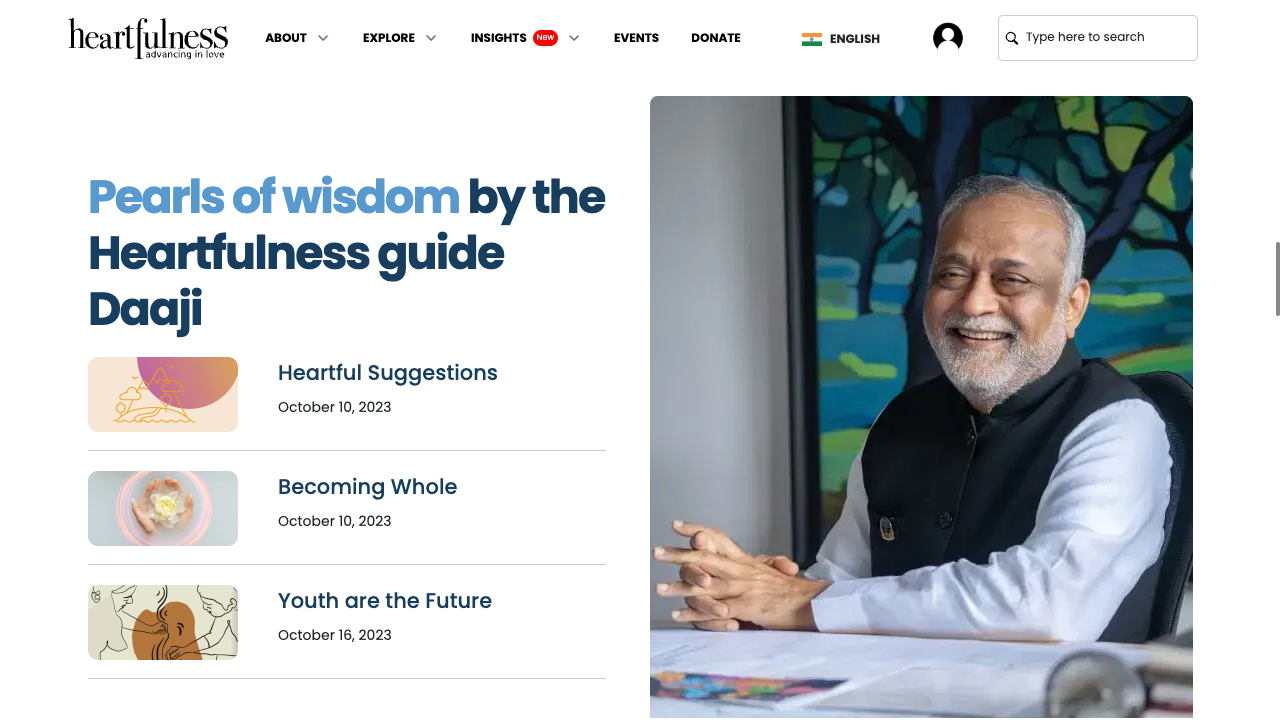 heartfulness
advancing in love
ABOUT
EXPLORE
INSIGHTS New
EVENTS
DONATE
ENGLISH
Type here to search
Pearls of wisdom by the
Heartfulness guide
Daaji
Heartful Suggestions
October 10, 2023
Becoming Whole
October 10, 2023
Youth are the Future
October 16, 2023